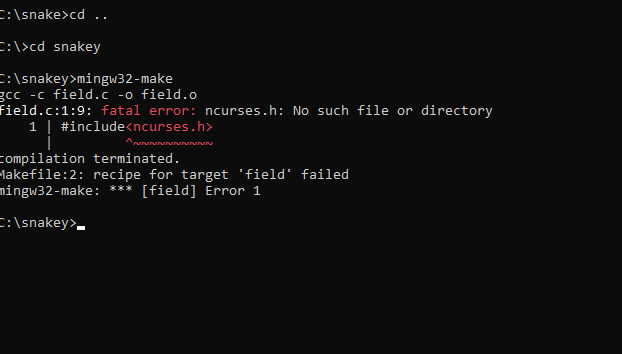 C:\snake>cd ..
C:\>cd snakey
C:\snakey>mingw32-make
gcc -c field.c -o field.o
field.c:1:9: fatal error: ncurses.h: No such file or directory
1 | #include<ncurses.h>
| ^~~~~~~~~~~
compilation terminated.
Makefile:2: recipe for target 'field' failed
mingw32-make: *** [field] Error 1
C:\snakey>